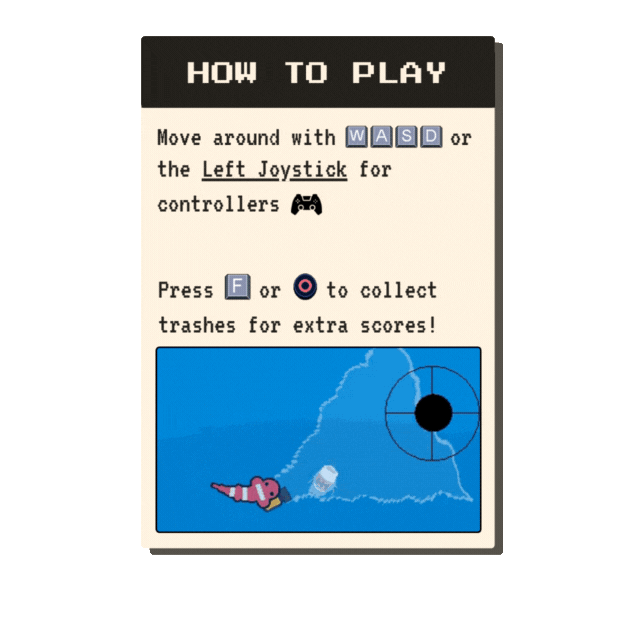 HOW TO PLAY
Move around with W A S D or
the Left Joystick for
controllers
Press F or to collect
trashes for extra scores!